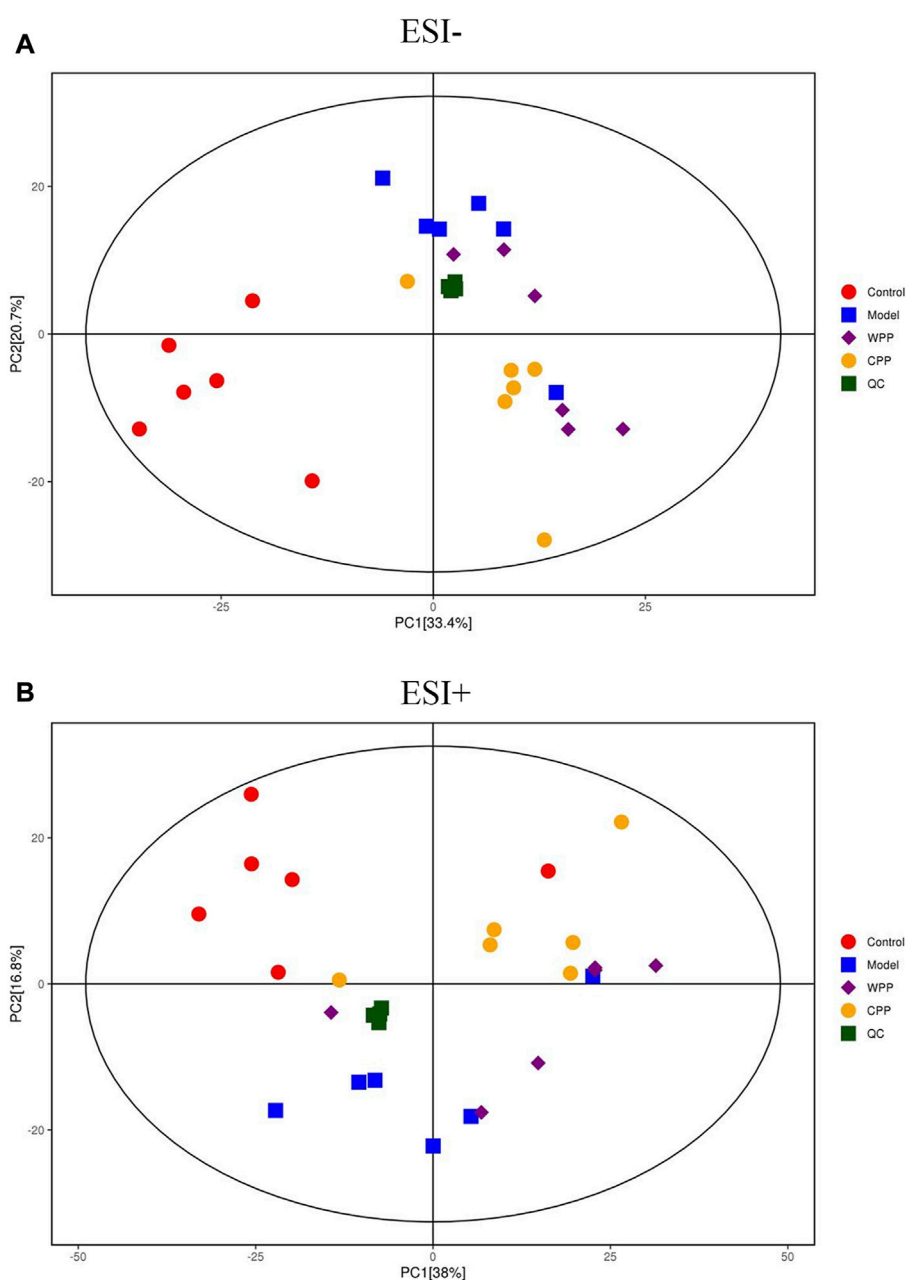 A
ESI-
20
0
-20
PC2[20.7%]
-25
0
25
PC1[33.4%]
Control
Model
WPP
CPP
QC
B
ESI+
20
0
-20
PC2[16.8%]
-50
-25
0
25
50
PC1[38%]
Control
Model
WPP
CPP
QC